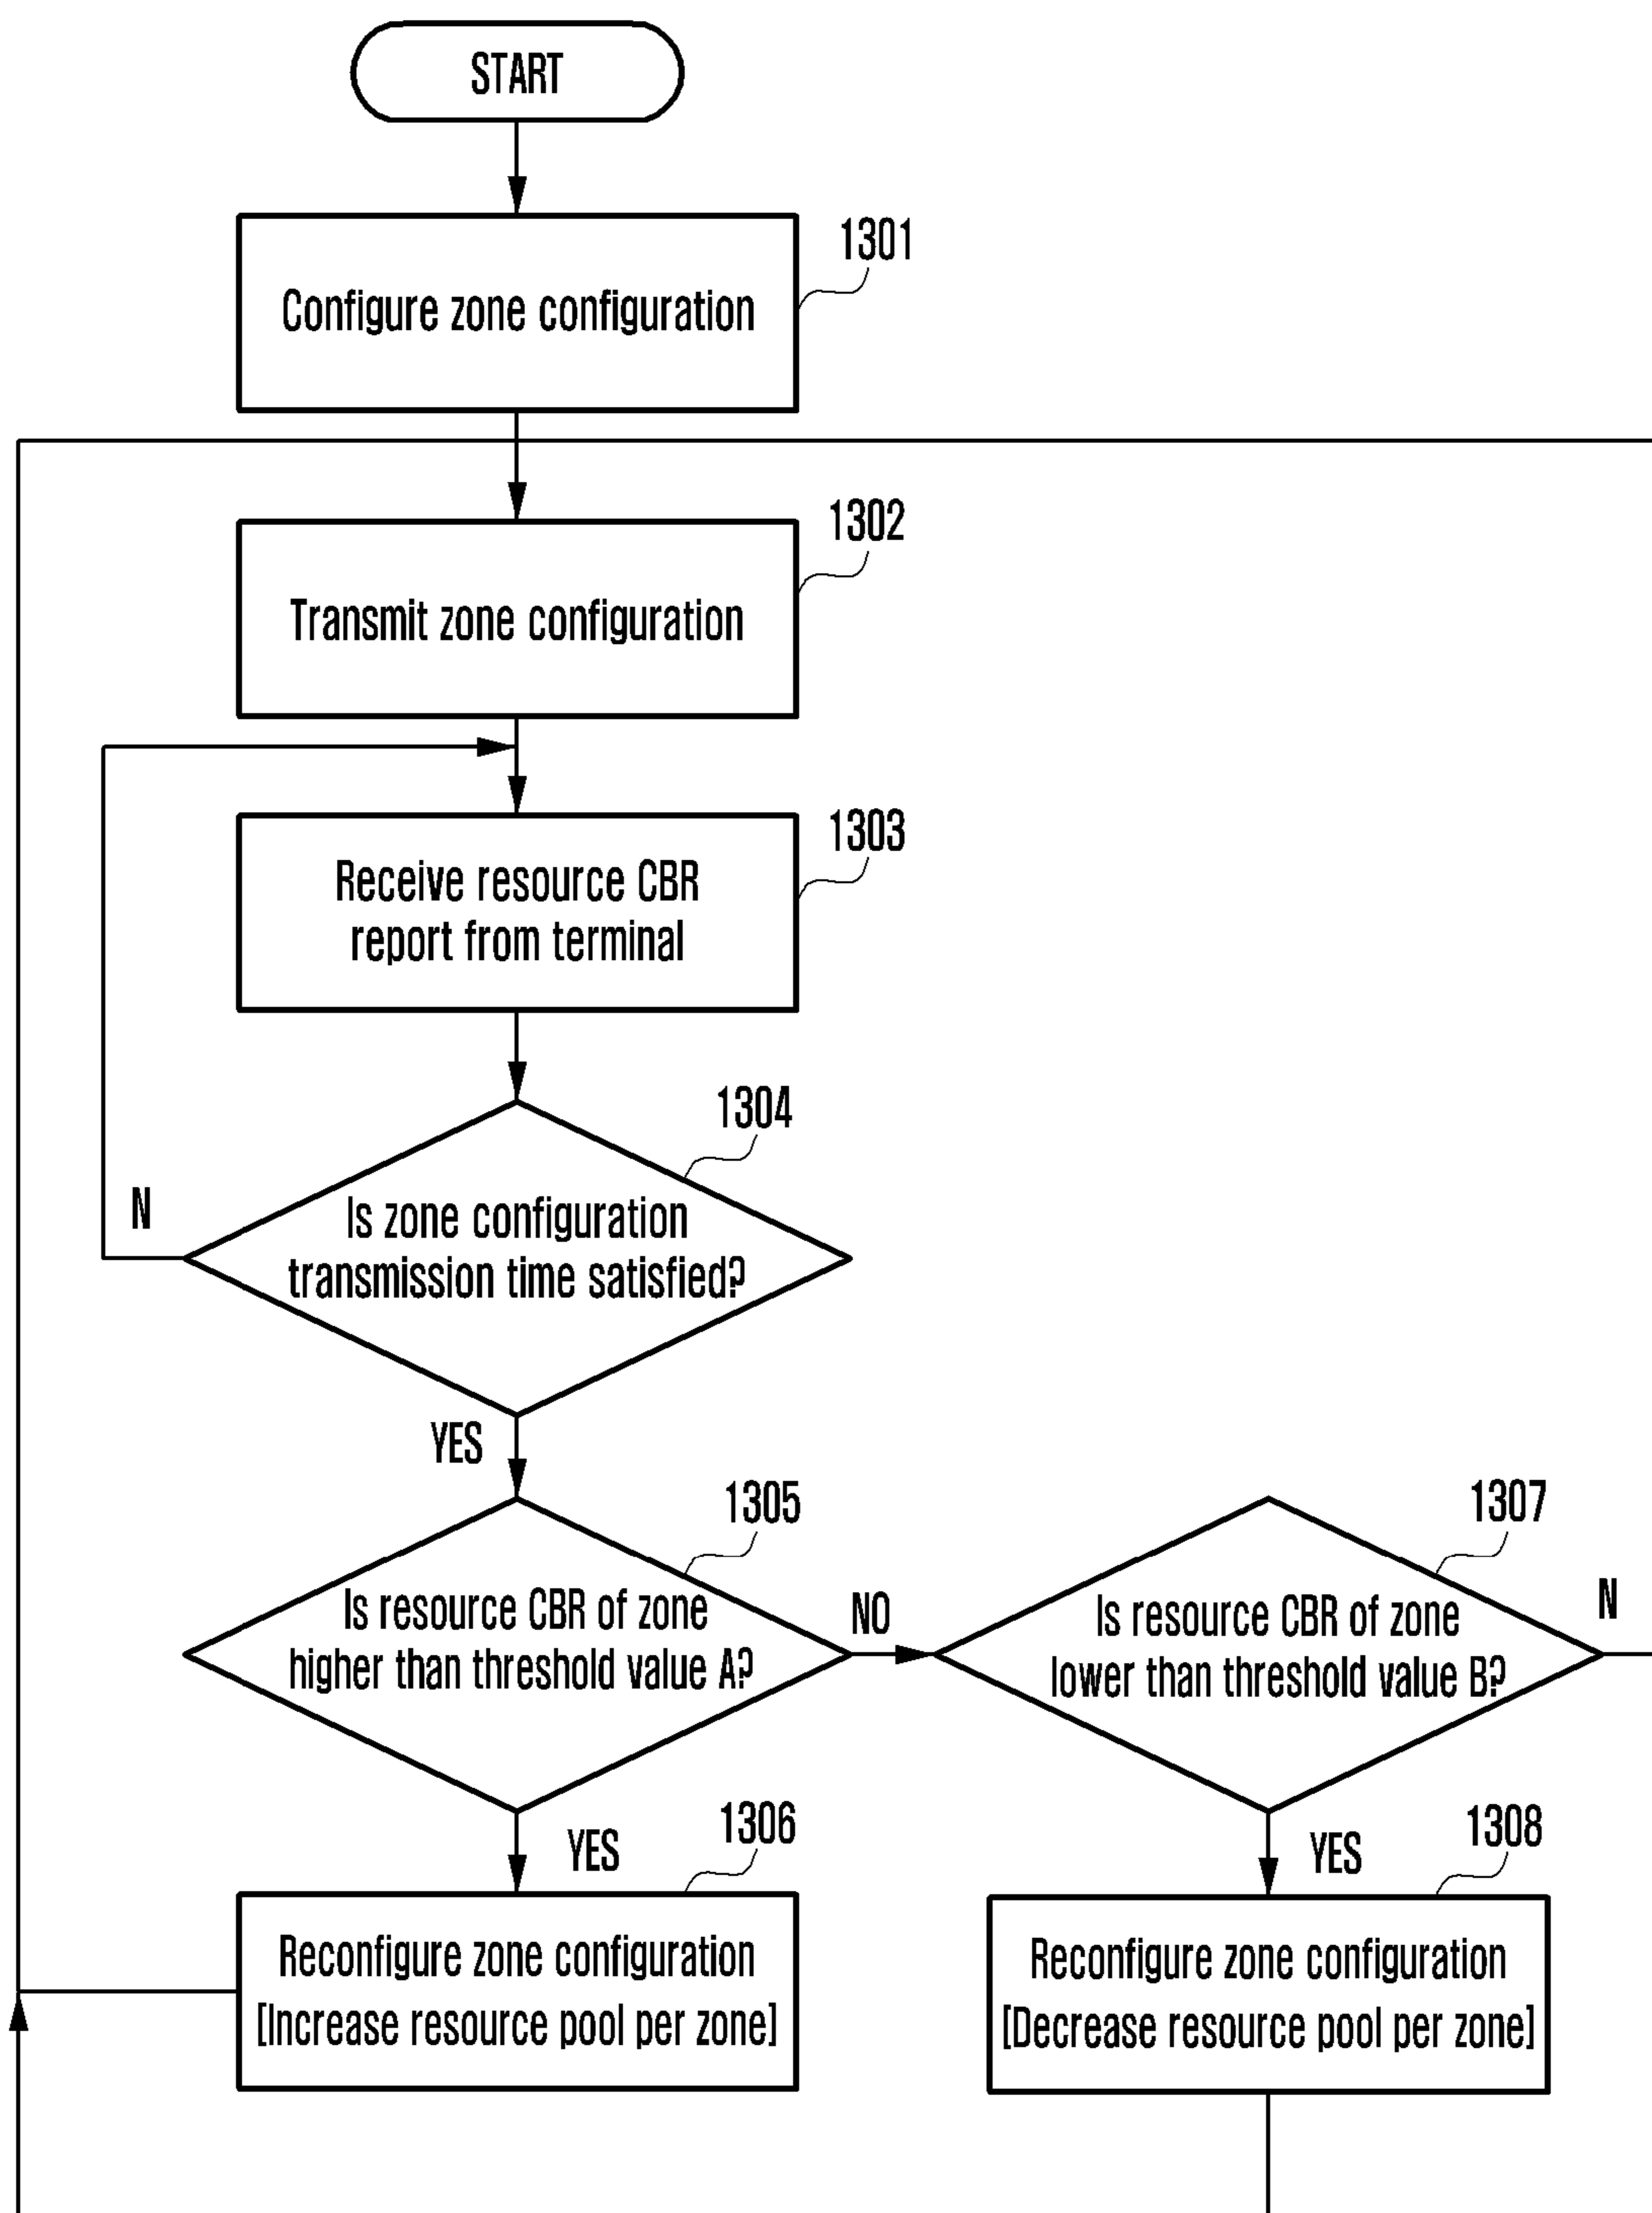 START
1301
Configure zone configuration
1302
Transmit zone configuration
1303
Receive resource CBR
report from terminal
1304
N
Is zone configuration
transmission time satisfied?
YES
1305
Is resource CBR of zone
higher than threshold value A?
NO
1307
Is resource CBR of zone
lower than threshold value B?
N
YES
1306
Reconfigure zone configuration
[Increase resource pool per zone]
YES
1308
Reconfigure zone configuration
[Decrease resource pool per zone]